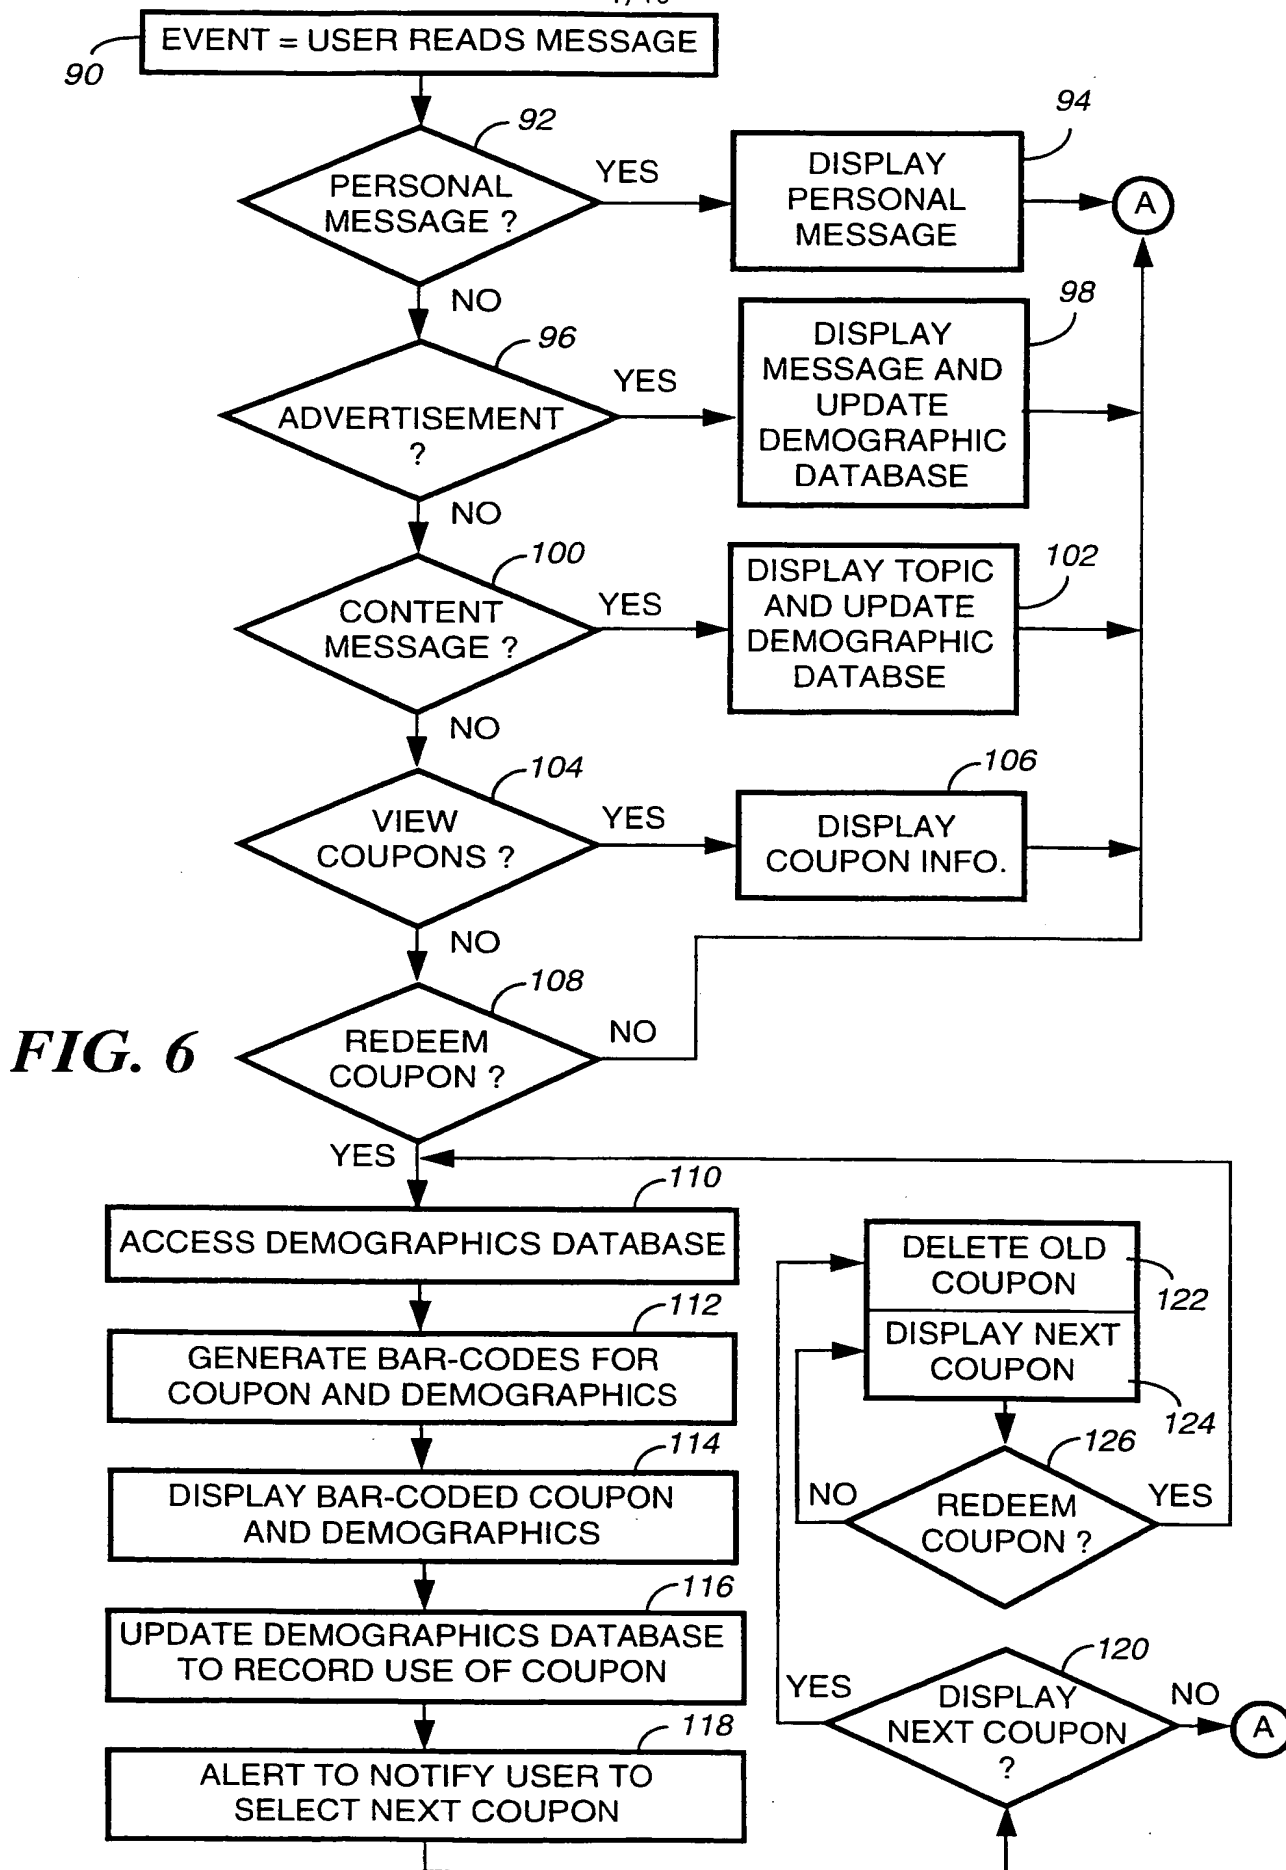 EVENT = USER READS MESSAGE
90
92
PERSONAL
MESSAGE ?
YES
94
DISPLAY
PERSONAL
MESSAGE
A
NO
96
ADVERTISEMENT
?
YES
98
DISPLAY
MESSAGE AND
UPDATE
DEMOGRAPHIC
DATABASE
NO
100
CONTENT
MESSAGE ?
YES
102
DISPLAY TOPIC
AND UPDATE
DEMOGRAPHIC
DATABSE
NO
104
VIEW
COUPONS ?
YES
106
DISPLAY
COUPON INFO.
NO
108
REDEEM
COUPON ?
NO
FIG. 6
YES
110
ACCESS DEMOGRAPHICS DATABASE
112
GENERATE BAR-CODES FOR
COUPON AND DEMOGRAPHICS
114
DISPLAY BAR-CODED COUPON
AND DEMOGRAPHICS
116
UPDATE DEMOGRAPHICS DATABASE
TO RECORD USE OF COUPON
118
ALERT TO NOTIFY USER TO
SELECT NEXT COUPON
DELETE OLD
COUPON
122
DISPLAY NEXT
COUPON
124
126
REDEEM
COUPON ?
NO
YES
120
DISPLAY
NEXT COUPON
?
YES
NO
A